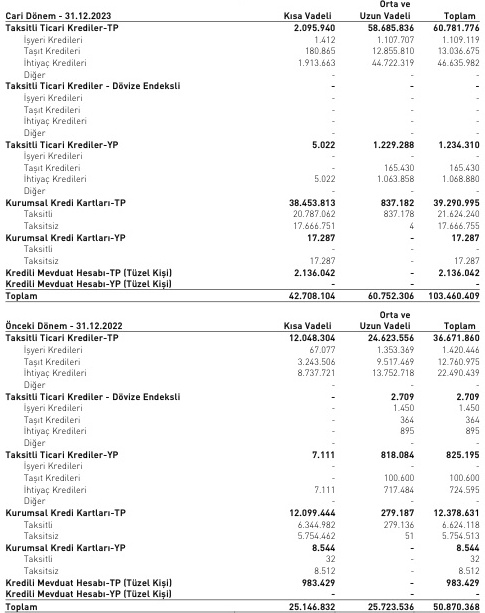 Orta ve
Cari Dönem - 31.12.2023 Kısa Vadeli Uzun Vadeli Toplam
Taksitli Ticari Krediler-TP 2.095.940 58.685.836 60.781.776
İşyeri Kredileri 1.412 1.107.707 1.109.119
Taşıt Kredileri 180.865 12.855.810 13.036.675
İhtiyaç Kredileri 1.913.663 44.722.319 46.635.982
Diğer - - -
Taksitli Ticari Krediler - Dövize Endeksli - - -
İşyeri Kredileri - - -
Taşıt Kredileri - - -
İhtiyaç Kredileri - - -
Diğer - - -
Taksitli Ticari Krediler-YP 5.022 1.229.288 1.234.310
İşyeri Kredileri - - -
Taşıt Kredileri - 165.430 165.430
İhtiyaç Kredileri 5.022 1.063.858 1.068.880
Diğer - - -
Kurumsal Kredi Kartları-TP 38.453.813 837.182 39.290.995
Taksitli 20.787.062 837.178 21.624.240
Taksitsiz 17.666.751 4 17.666.755
Kurumsal Kredi Kartları-YP 17.287 - 17.287
Taksitli - - -
Taksitsiz 17.287 - 17.287
Kredili Mevduat Hesabı-TP (Tüzel Kişi) 2.136.042 - 2.136.042
Kredili Mevduat Hesabı-YP (Tüzel Kişi) - - -
Toplam 42.708.104 60.752.306 103.460.409
Orta ve
Önceki Dönem - 31.12.2022 Kısa Vadeli Uzun Vadeli Toplam
Taksitli Ticari Krediler-TP 12.048.304 24.623.556 36.671.860
İşyeri Kredileri 67.077 1.353.369 1.420.446
Taşıt Kredileri 3.243.506 9.517.469 12.760.975
İhtiyaç Kredileri 8.737.721 13.752.718 22.490.439
Diğer - - -
Taksitli Ticari Krediler - Dövize Endeksli - 2.709 2.709
İşyeri Kredileri - 1.450 1.450
Taşıt Kredileri - 364 364
İhtiyaç Kredileri - 895 895
Diğer - - -
Taksitli Ticari Krediler-YP 7.111 818.084 825.195
İşyeri Kredileri - - -
Taşıt Kredileri - 100.600 100.600
İhtiyaç Kredileri 7.111 717.484 724.595
Diğer - - -
Kurumsal Kredi Kartları-TP 12.099.444 279.187 12.378.631
Taksitli 6.344.982 279.136 6.624.118
Taksitsiz 5.754.462 51 5.754.513
Kurumsal Kredi Kartları-YP 8.544 - 8.544
Taksitli 32 - 32
Taksitsiz 8.512 - 8.512
Kredili Mevduat Hesabı-TP (Tüzel Kişi) 983.429 - 983.429
Kredili Mevduat Hesabı-YP (Tüzel Kişi) - - -
Toplam 25.146.832 25.723.536 50.870.368